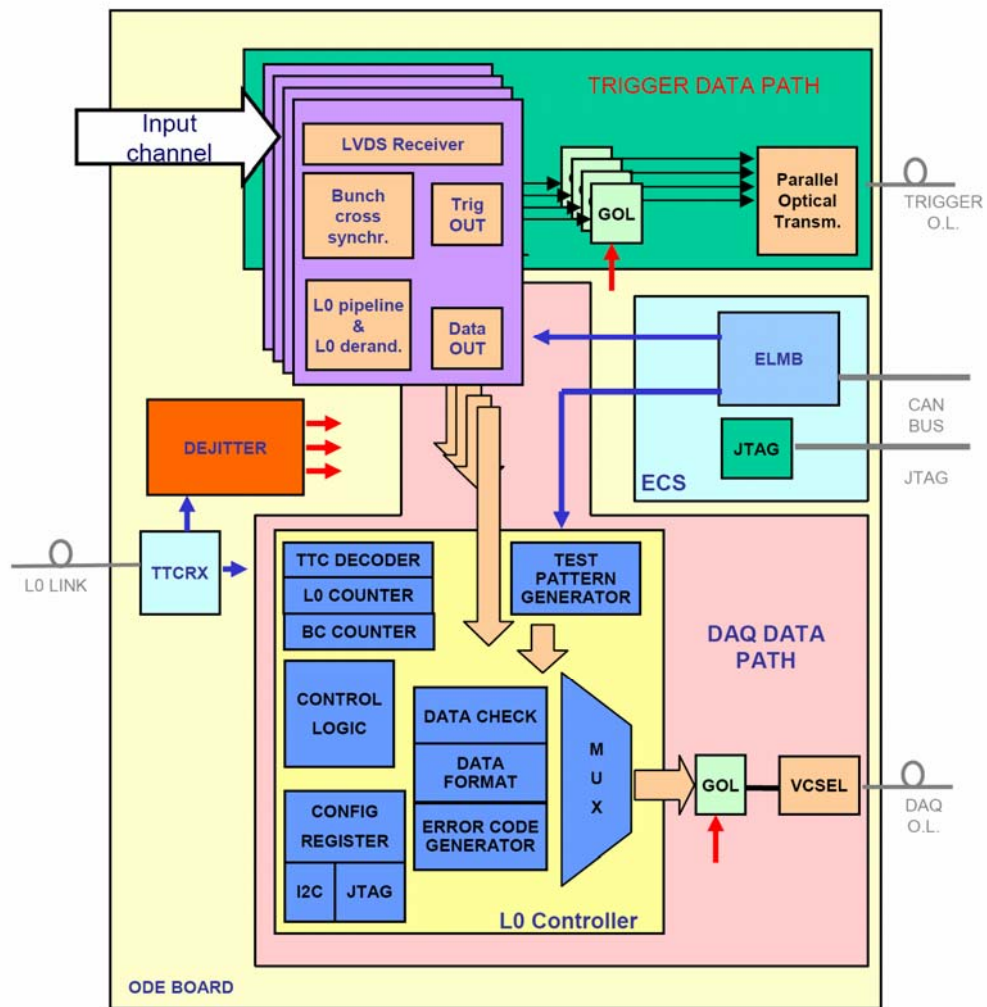 TRIGGER DATA PATH
Input
channel
LVDS Receiver
Bunch
cross
synchr.
Trig
OUT
GOL
Parallel
Optical
Transm.
TRIGGER
O.L.
L0 pipeline
&
L0 derand.
Data
OUT
ELMB
CAN
BUS
JTAG
JTAG
ECS
DEJITTER
TTCRX
L0 LINK
TTC DECODER
L0 COUNTER
BC COUNTER
TEST
PATTERN
GENERATOR
DAQ DATA
PATH
CONTROL
LOGIC
DATA CHECK
DATA
FORMAT
ERROR CODE
GENERATOR
M
U
X
GOL
VCSEL
DAQ
O.L.
CONFIG
REGISTER
I2C
JTAG
L0 Controller
ODE BOARD